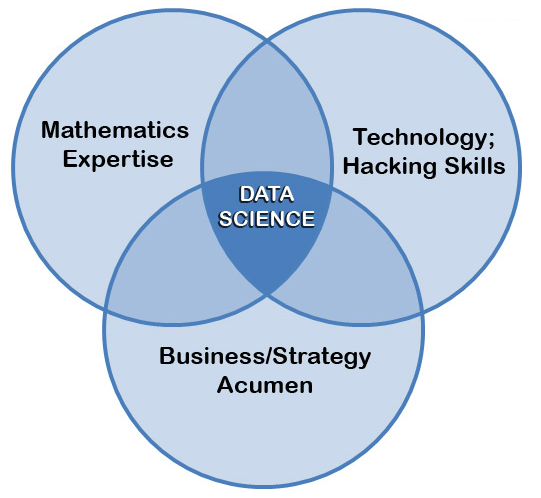 Mathematics
Expertise
Technology;
Hacking Skills
DATA
SCIENCE
Business/Strategy
Acumen